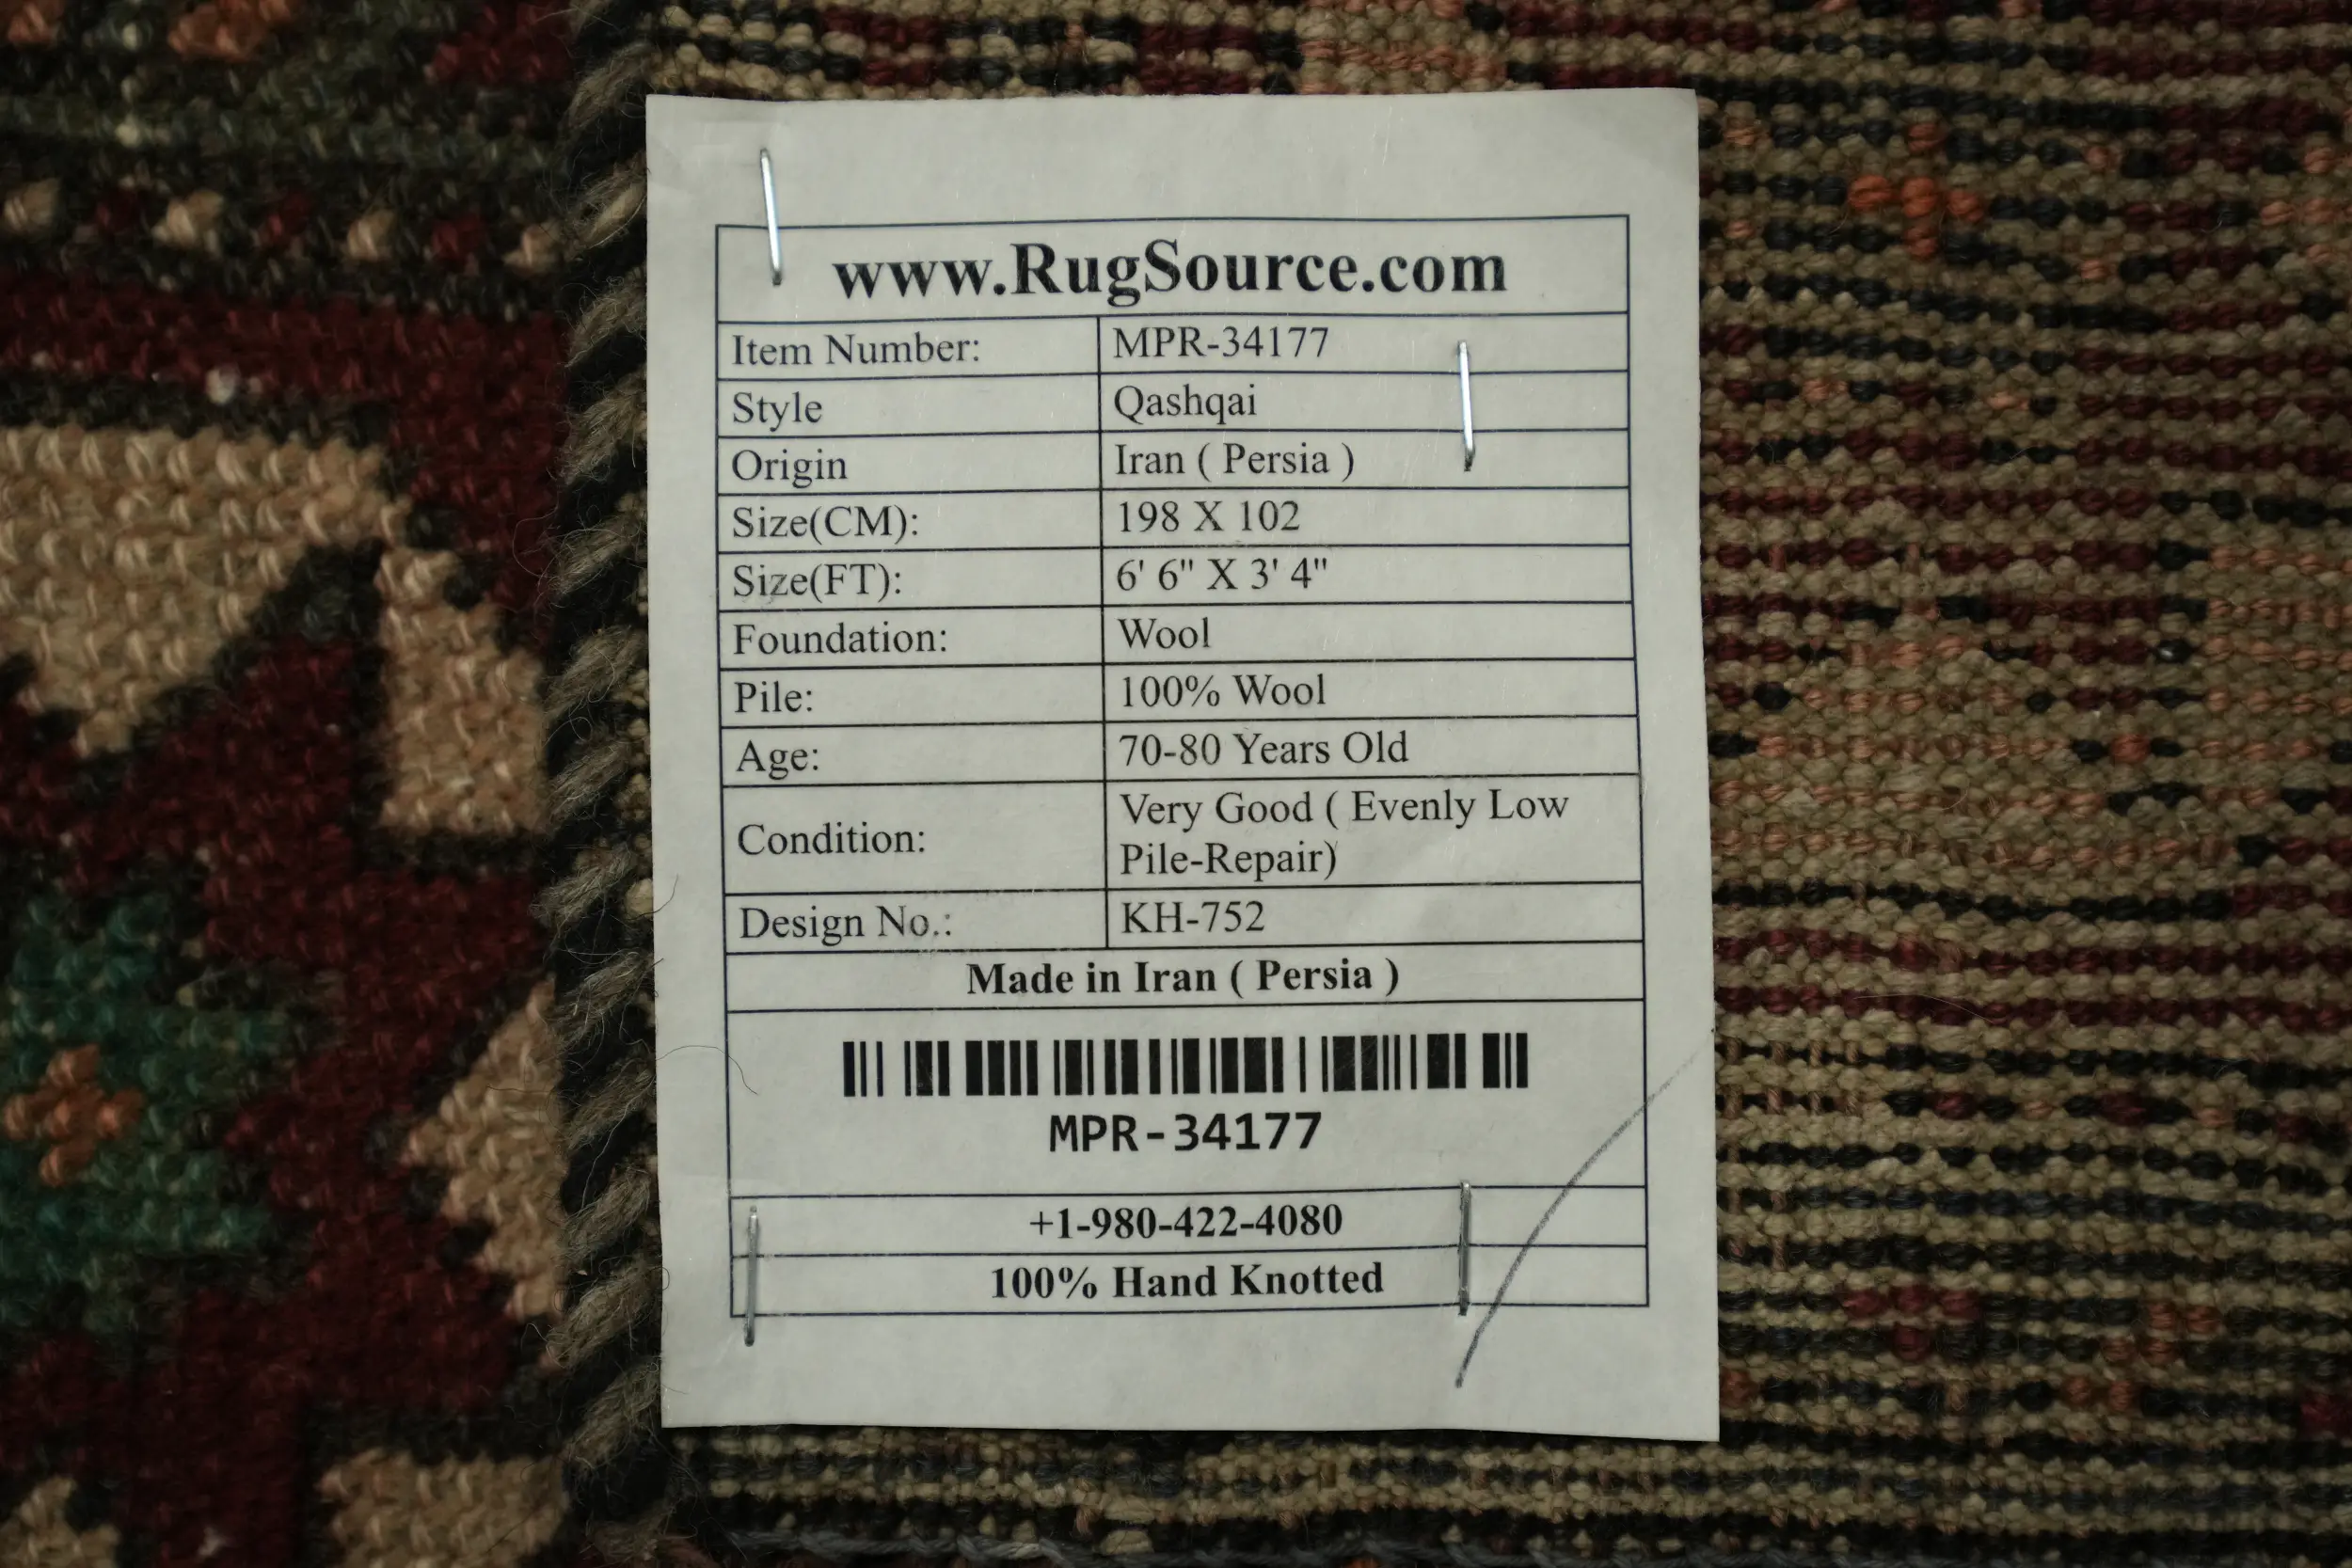 www.RugSource.com
Item Number: MPR-34177
Style Qashqai
Origin Iran ( Persia )
Size(CM): 198 X 102
Size(FT): 6' 6" X 3' 4"
Foundation: Wool
Pile: 100% Wool
Age: 70-80 Years Old
Condition: Very Good ( Evenly Low
Pile-Repair)
Design No.: KH-752
Made in Iran ( Persia )
MPR-34177
+1-980-422-4080
100% Hand Knotted